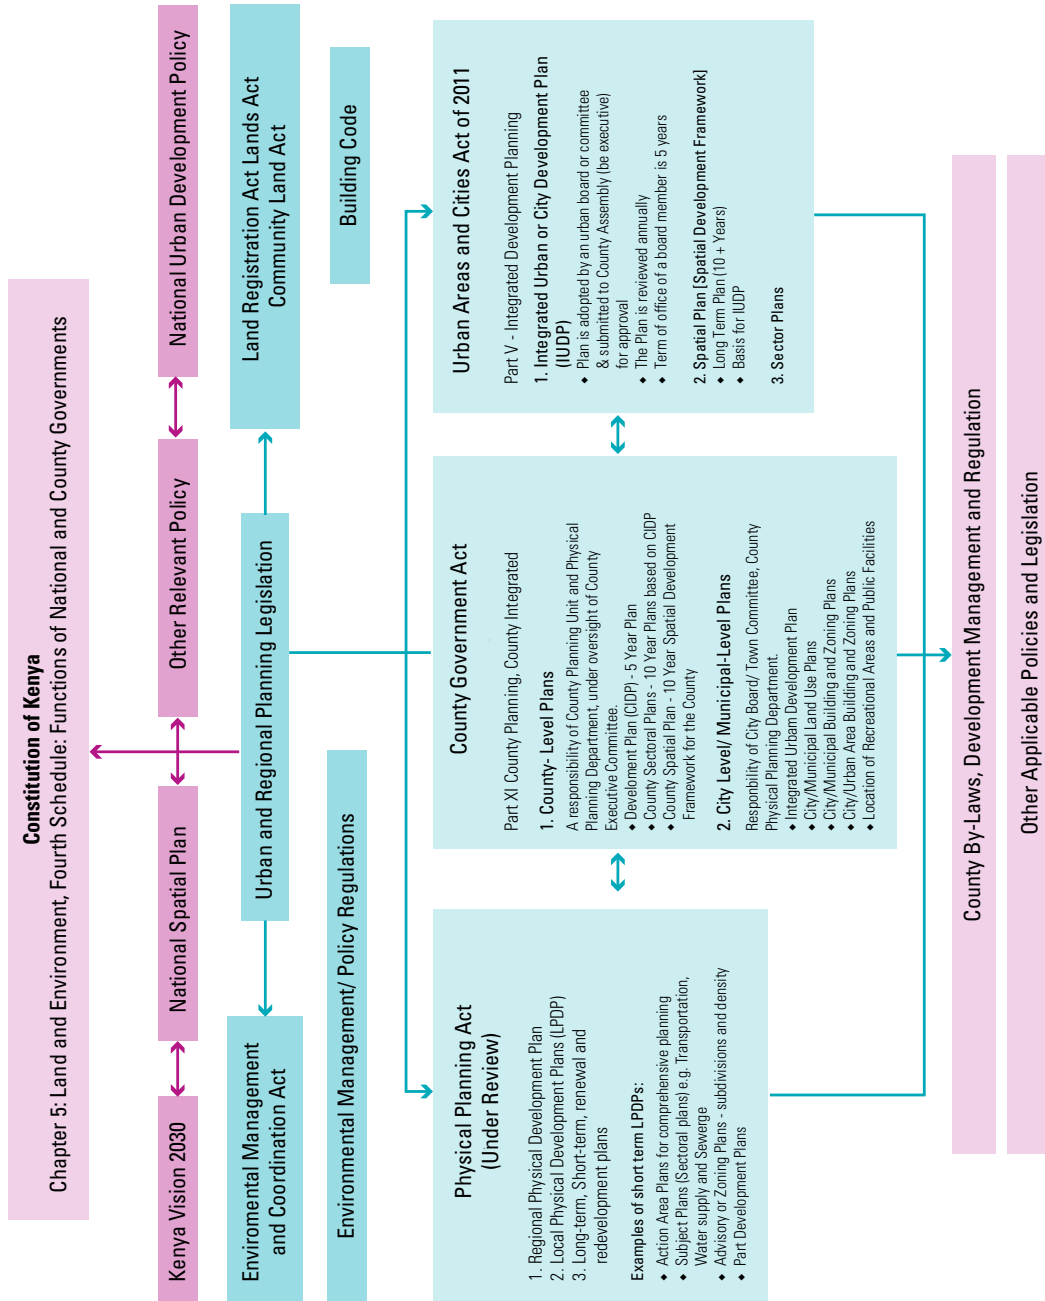 Constitution of Kenya
Chapter 5: Land and Environment, Fourth Schedule: Functions of National and County Governments
Kenya Vision 2030
National Spatial Plan
Other Relevant Policy
National Urban Development Policy
Enviromental Management
and Coordination Act
Urban and Regional Planning Legislation
Land Registration Act Lands Act
Community Land Act
Environmental Management/ Policy Regulations
Building Code
Physical Planning Act
(Under Review)
1. Regional Physical Development Plan
2. Local Physical Development Plans (LPDP)
3. Long-term, Short-term, renewal and
redevelopment plans
Examples of short term LPDPs:
◆ Action Area Plans for comprehensive planning
◆ Subject Plans (Sectoral plans) e.g. Transportation,
Water supply and Sewerge
◆ Advisory or Zoning Plans - subdivisions and density
◆ Part Development Plans
County Government Act
Part XI County Planning, County Integrated
1. County- Level Plans
A responsibility of County Planning Unit and Physical
Planning Department, under oversight of County
Executive Committee.
◆ Develoment Plan (CIDP) - 5 Year Plan
◆ County Sectoral Plans - 10 Year Plans based on CIDP
◆ County Spatial Plan - 10 Year Spatial Development
Framework for the County
2. City Level/ Municipal-Level Plans
Responbility of City Board/ Town Committee, County
Physical Planning Department.
◆ Integrated Urbam Development Plan
◆ City/Municipal Land Use Plans
◆ City/Municipal Building and Zoning Plans
◆ City/Urban Area Building and Zoning Plans
◆ Location of Recreational Areas and Public Facilities
Urban Areas and Cities Act of 2011
Part V - Integrated Development Planning
1. Integrated Urban or City Development Plan
(IUDP)
◆ Plan is adopted by an urban board or committee
& submitted to County Assembly (be executive)
for approval
◆ The Plan is reviewed annually
◆ Term of office of a board member is 5 years
2. Spatial Plan [Spatial Development Framework]
◆ Long Term Plan (10 + Years)
◆ Basis for IUDP
3. Sector Plans
County By-Laws, Development Management and Regulation
Other Applicable Policies and Legislation